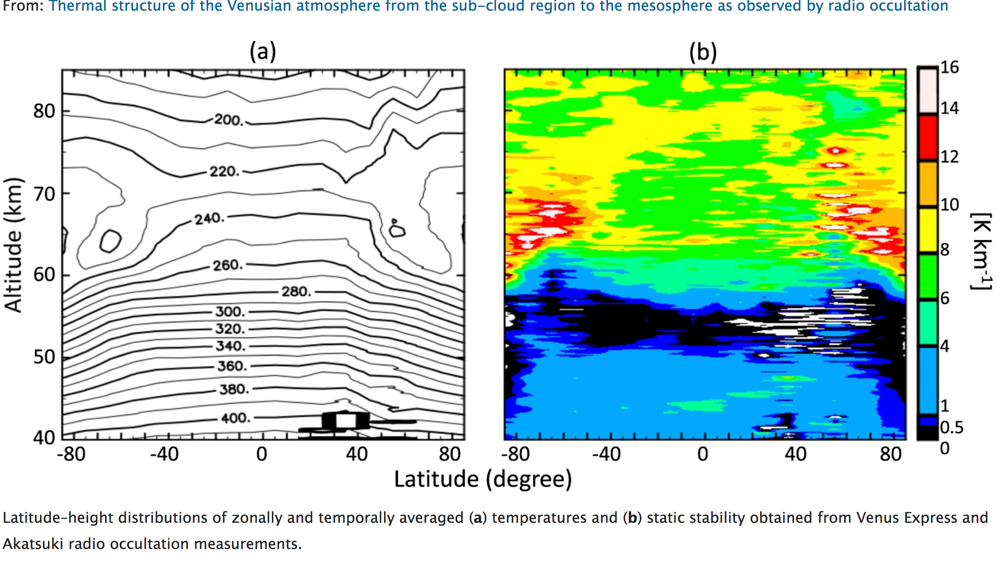 From: Thermal structure of the Venusian atmosphere from the sub-cloud region to the mesosphere as observed by radio occultation
(a)
(b)
Altitude (km)
80
70
60
50
40
200.
220.
240.
260.
280.
300.
320.
340.
360.
380.
400.
-80 -40 0 40 80
-80 -40 0 40 80
Latitude (degree)
16
14
12
10
8
6
4
1
0.5
0
[K km-1]
Latitude-height distributions of zonally and temporally averaged (a) temperatures and (b) static stability obtained from Venus Express and
Akatsuki radio occultation measurements.